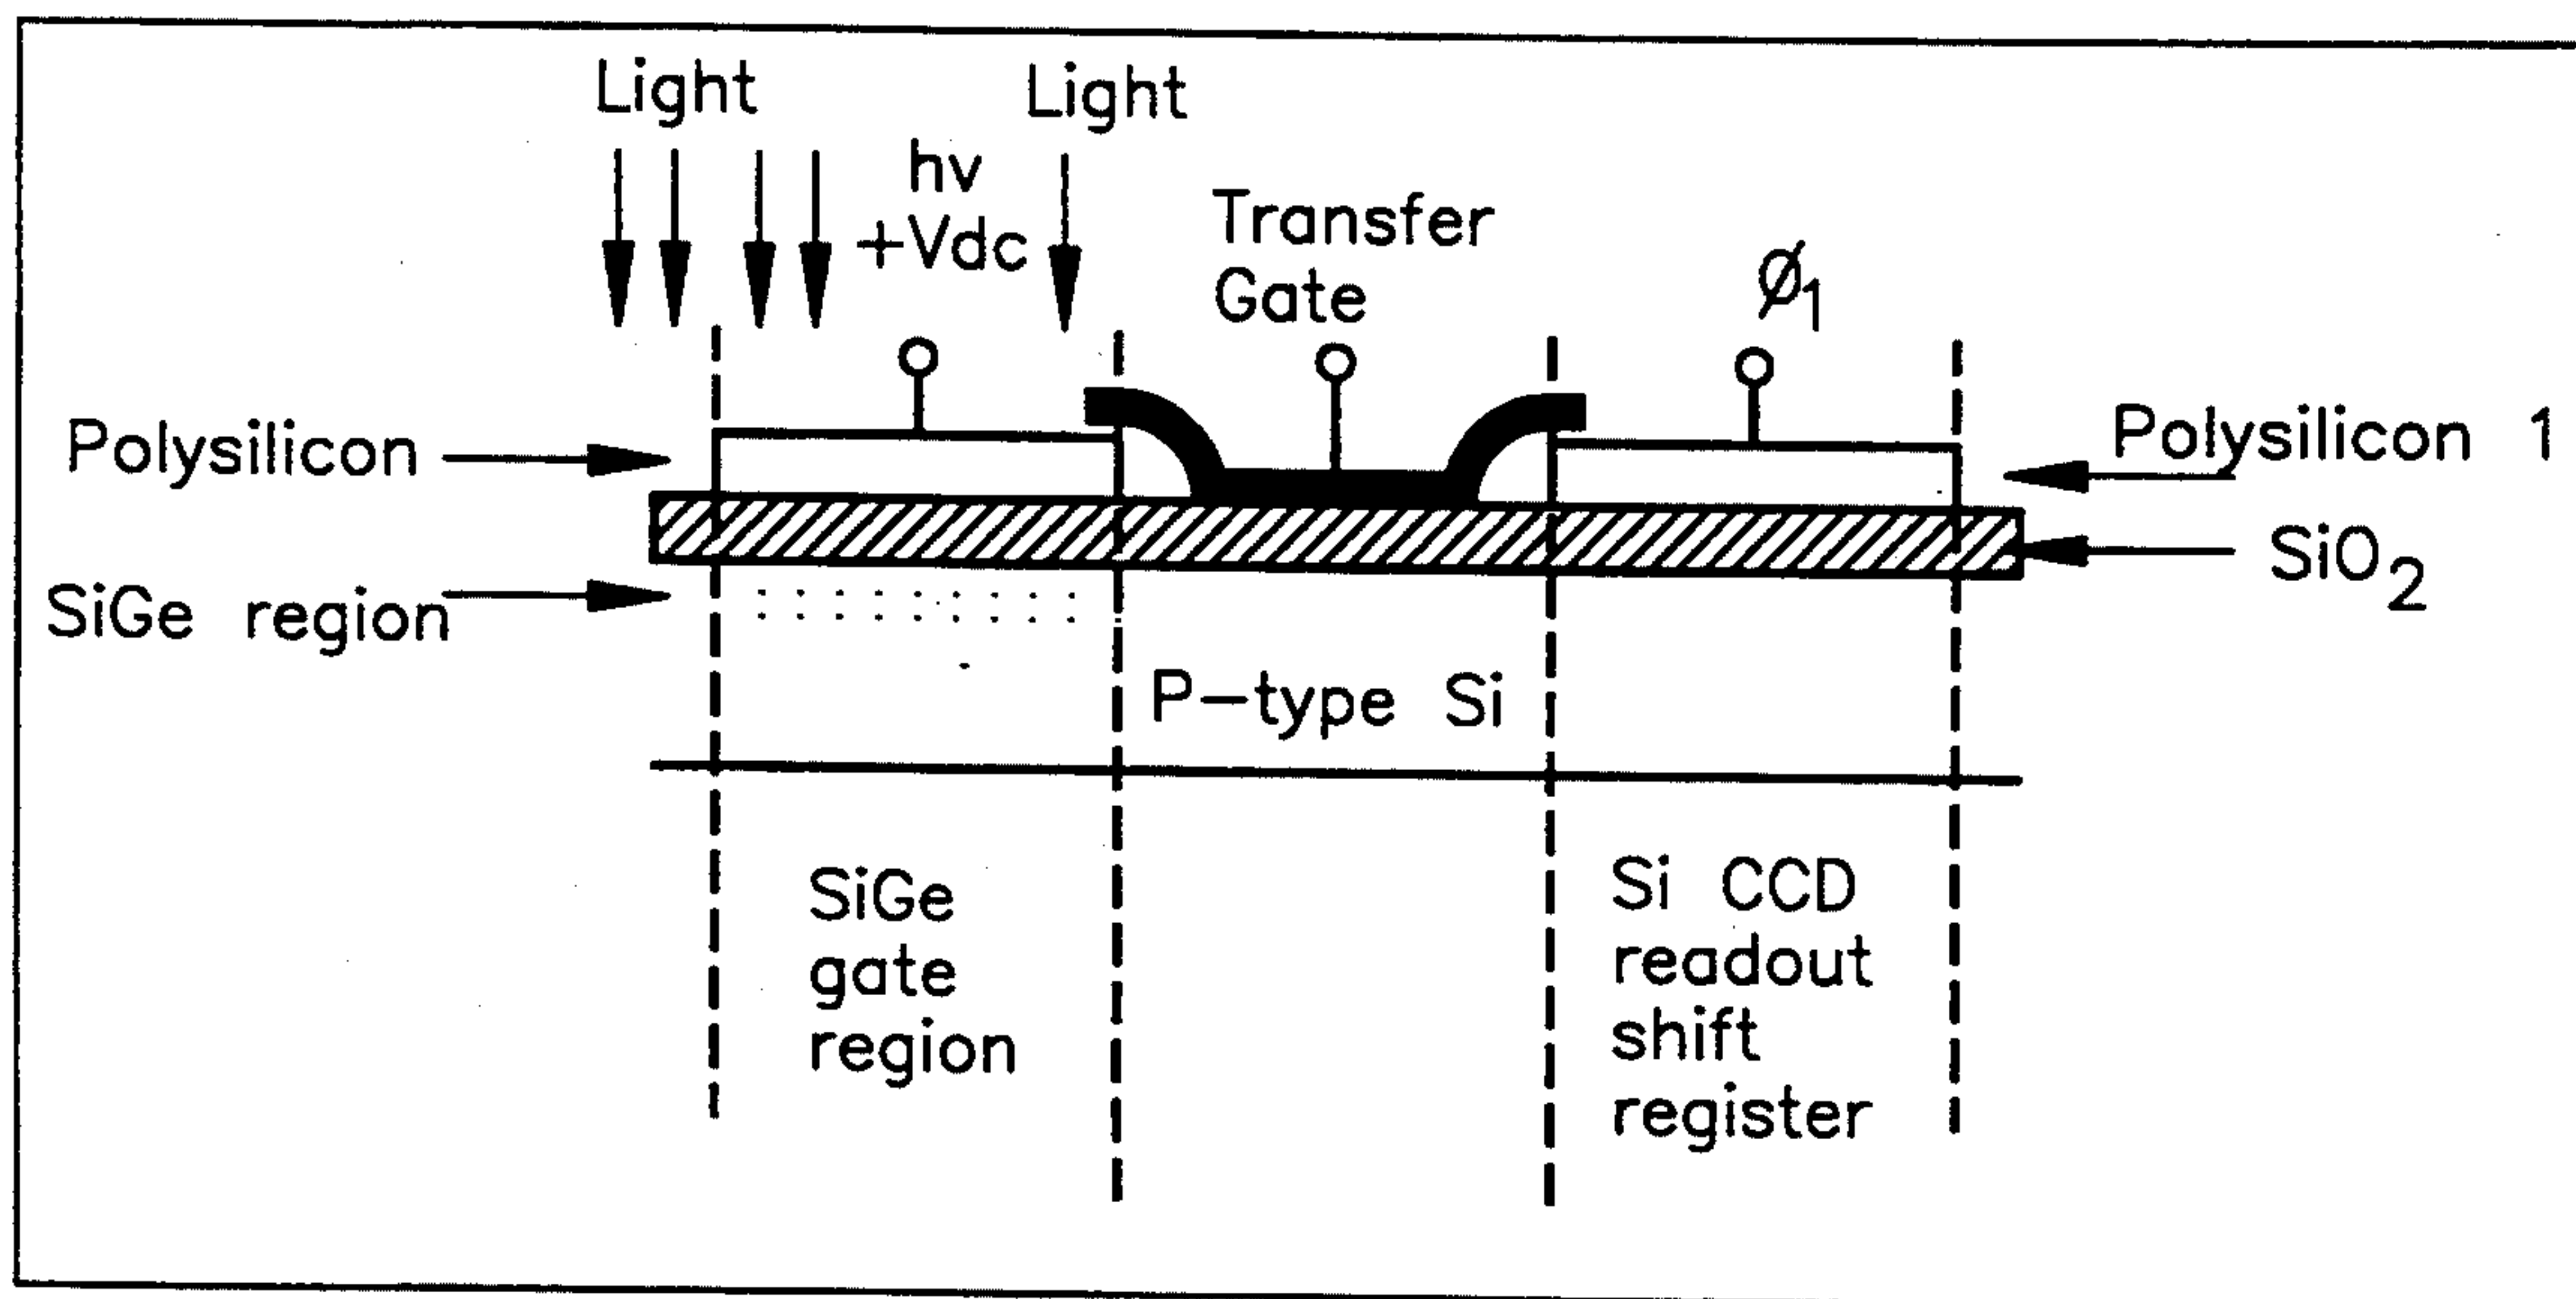 Light
Light
hv
+Vdc
Transfer
Gate
Ø1
Polysilicon
Polysilicon 1
SiO2
SiGe region
P-type Si
SiGe
gate
region
Si CCD
readout
shift
register